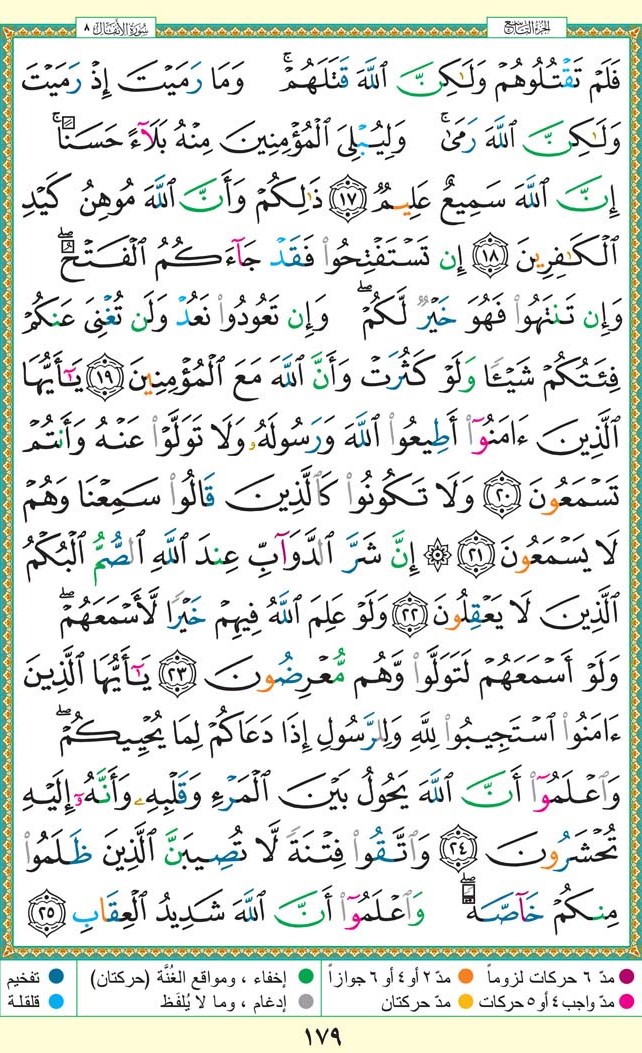 الجزء التاسع
سورة الأنفال ٨
فَلَمْ تَقْتُلُوهُمْ وَلَٰكِنَّ ٱللَّهَ قَتَلَهُمْ ۚ وَمَا رَمَيْتَ إِذْ رَمَيْتَ
وَلَٰكِنَّ ٱللَّهَ رَمَىٰ ۚ وَلِيُبْلِىَ ٱلْمُؤْمِنِينَ مِنْهُ بَلَآءً حَسَنًا ۚ
إِنَّ ٱللَّهَ سَمِيعٌ عَلِيمٌ ١٧ ذَٰلِكُمْ وَأَنَّ ٱللَّهَ مُوهِنُ كَيْدِ
ٱلْكَٰفِرِينَ ١٨ إِن تَسْتَفْتِحُوا۟ فَقَدْ جَآءَكُمُ ٱلْفَتْحُ ۖ
وَإِن تَنتَهُوا۟ فَهُوَ خَيْرٌ لَّكُمْ ۖ وَإِن تَعُودُوا۟ نَعُدْ وَلَن تُغْنِىَ عَنكُمْ
فِئَتُكُمْ شَيْـًٔا وَلَوْ كَثُرَتْ وَأَنَّ ٱللَّهَ مَعَ ٱلْمُؤْمِنِينَ ١٩ يَٰٓأَيُّهَا
ٱلَّذِينَ ءَامَنُوٓا۟ أَطِيعُوا۟ ٱللَّهَ وَرَسُولَهُۥ وَلَا تَوَلَّوْا۟ عَنْهُ وَأَنتُمْ
تَسْمَعُونَ ٢٠ وَلَا تَكُونُوا۟ كَٱلَّذِينَ قَالُوا۟ سَمِعْنَا وَهُمْ
لَا يَسْمَعُونَ ٢١ ۞ إِنَّ شَرَّ ٱلدَّوَآبِّ عِندَ ٱللَّهِ ٱلصُّمُّ ٱلْبُكْمُ
ٱلَّذِينَ لَا يَعْقِلُونَ ٢٢ وَلَوْ عَلِمَ ٱللَّهُ فِيهِمْ خَيْرًا لَّأَسْمَعَهُمْ ۖ
وَلَوْ أَسْمَعَهُمْ لَتَوَلَّوا۟ وَّهُم مُّعْرِضُونَ ٢٣ يَٰٓأَيُّهَا ٱلَّذِينَ
ءَامَنُوا۟ ٱسْتَجِيبُوا۟ لِلَّهِ وَلِلرَّسُولِ إِذَا دَعَاكُمْ لِمَا يُحْيِيكُمْ ۖ
وَٱعْلَمُوٓا۟ أَنَّ ٱللَّهَ يَحُولُ بَيْنَ ٱلْمَرْءِ وَقَلْبِهِۦ وَأَنَّهُۥٓ إِلَيْهِ
تُحْشَرُونَ ٢٤ وَٱتَّقُوا۟ فِتْنَةً لَّا تُصِيبَنَّ ٱلَّذِينَ ظَلَمُوا۟
مِنكُمْ خَآصَّةً ۖ وَٱعْلَمُوٓا۟ أَنَّ ٱللَّهَ شَدِيدُ ٱلْعِقَابِ ٢٥
مدّ ٦ حركات لزوماً مدّ ٢ أو ٤ أو ٦ جوازاً إخفاء ، ومواقع الغُنَّة (حركتان) تفخيم
مدّ واجب ٤ أو ٥ حركات مدّ حركتان إدغام ، وما لا يُلفَظ قلقلة
١٧٩